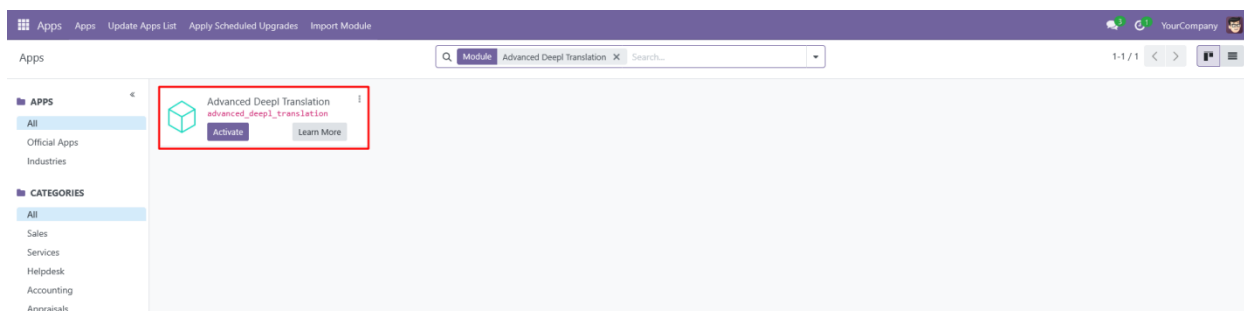 Apps Apps Update Apps List Apply Scheduled Upgrades Import Module YourCompany
Apps Module Advanced Deepl Translation Search... 1-1 / 1
APPS
All
Official Apps
Industries
CATEGORIES
All
Sales
Services
Helpdesk
Accounting
Appraisals
Advanced Deepl Translation
advanced_deepl_translation
Activate Learn More